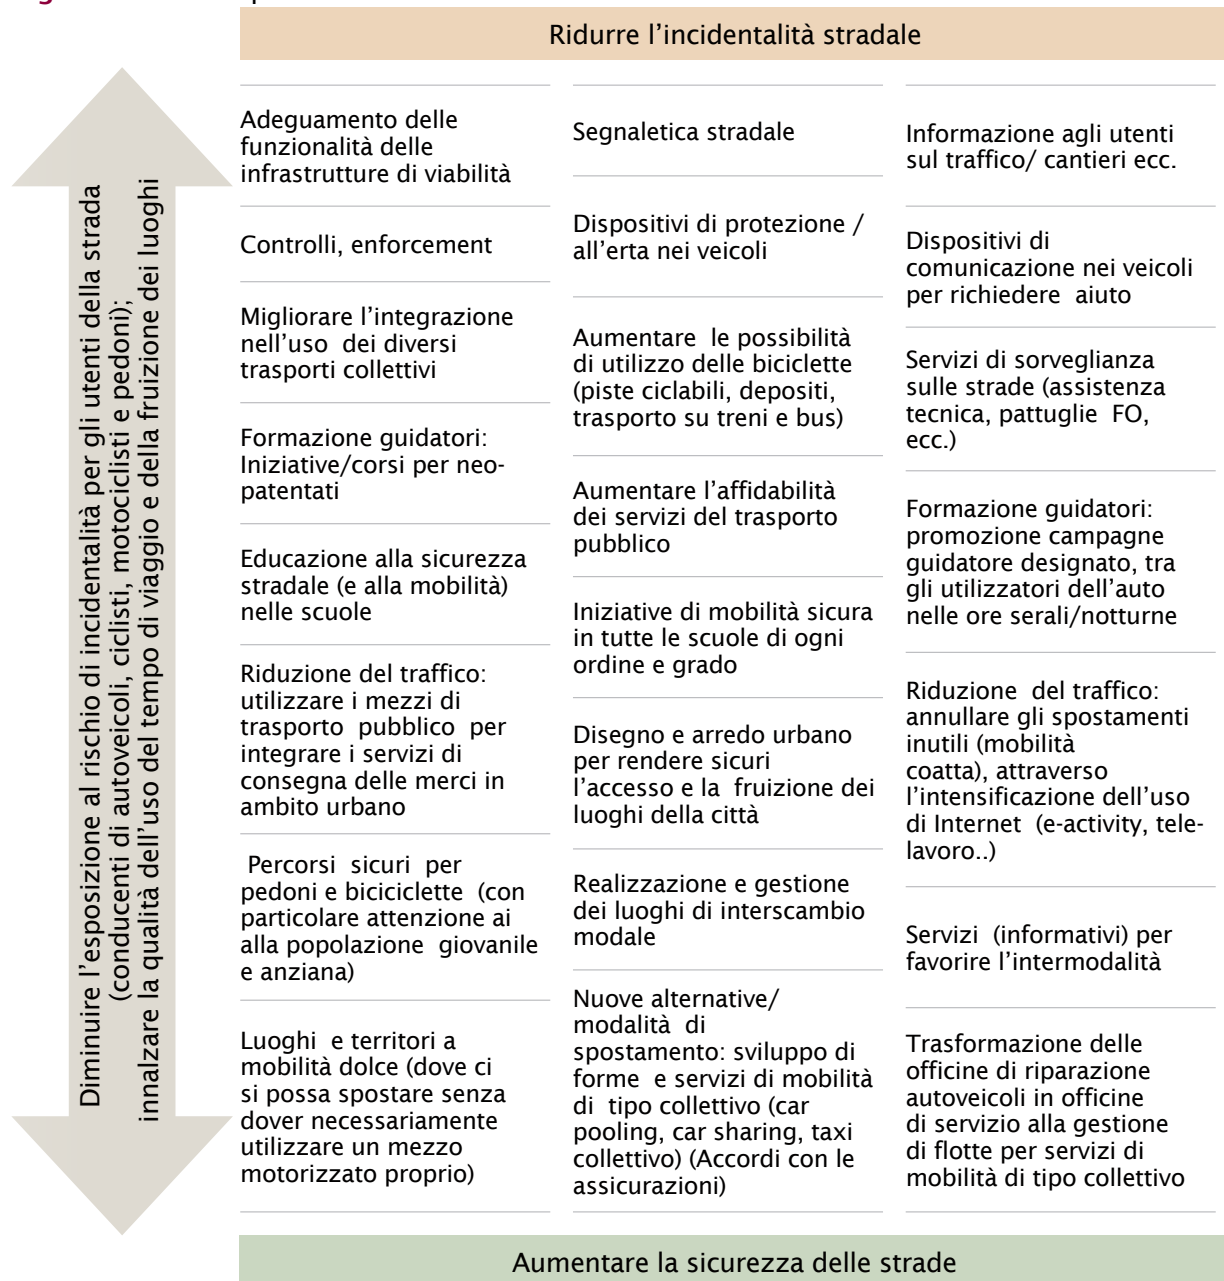 Ridurre l'incidentalità stradale
Diminuire l'esposizione al rischio di incidentalità per gli utenti della strada
(conducenti di autoveicoli, ciclisti, motociclisti e pedoni);
innalzare la qualità dell'uso del tempo di viaggio e della fruizione dei luoghi
Adeguamento delle
funzionalità delle
infrastrutture di viabilità
Controlli, enforcement
Migliorare l'integrazione
nell'uso dei diversi
trasporti collettivi
Formazione guidatori:
Iniziative/corsi per neo-
patentati
Educazione alla sicurezza
stradale (e alla mobilità)
nelle scuole
Riduzione del traffico:
utilizzare i mezzi di
trasporto pubblico per
integrare i servizi di
consegna delle merci in
ambito urbano
Percorsi sicuri per
pedoni e biciciclette (con
particolare attenzione ai
alla popolazione giovanile
e anziana)
Luoghi e territori a
mobilità dolce (dove ci
si possa spostare senza
dover necessariamente
utilizzare un mezzo
motorizzato proprio)
Segnaletica stradale
Dispositivi di protezione /
all'erta nei veicoli
Aumentare le possibilità
di utilizzo delle biciclette
(piste ciclabili, depositi,
trasporto su treni e bus)
Aumentare l'affidabilità
dei servizi del trasporto
pubblico
Iniziative di mobilità sicura
in tutte le scuole di ogni
ordine e grado
Disegno e arredo urbano
per rendere sicuri
l'accesso e la fruizione dei
luoghi della città
Realizzazione e gestione
dei luoghi di interscambio
modale
Nuove alternative/
modalità di
spostamento: sviluppo di
forme e servizi di mobilità
di tipo collettivo (car
pooling, car sharing, taxi
collettivo) (Accordi con le
assicurazioni)
Informazione agli utenti
sul traffico/ cantieri ecc.
Dispositivi di
comunicazione nei veicoli
per richiedere aiuto
Servizi di sorveglianza
sulle strade (assistenza
tecnica, pattuglie FO,
ecc.)
Formazione guidatori:
promozione campagne
guidatore designato, tra
gli utilizzatori dell'auto
nelle ore serali/notturne
Riduzione del traffico:
annullare gli spostamenti
inutili (mobilità
coatta), attraverso
l'intensificazione dell'uso
di Internet (e-activity, tele-
lavoro..)
Servizi (informativi) per
favorire l'intermodalità
Trasformazione delle
officine di riparazione
autoveicoli in officine
di servizio alla gestione
di flotte per servizi di
mobilità di tipo collettivo
Aumentare la sicurezza delle strade